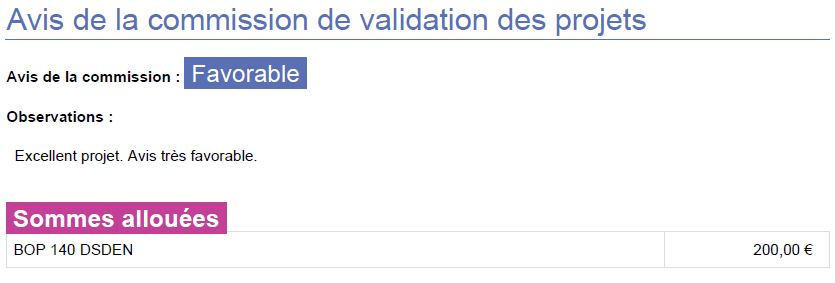 Avis de la commission de validation des projets
Avis de la commission : Favorable
Observations :
Excellent projet. Avis très favorable.
Sommes allouées
BOP 140 DSDEN 200,00 €